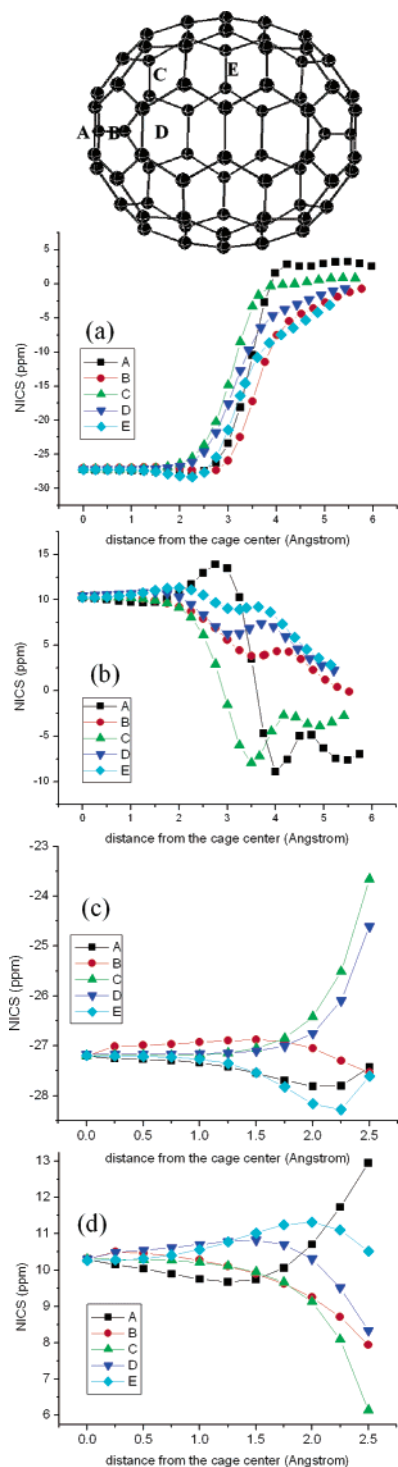 C
E
A
B
D
5
0
-5
-10
-15
-20
-25
-30
NICS (ppm)
(a)
A
B
C
D
E
0 1 2 3 4 5 6
distance from the cage center (Angstrom)
15
10
5
0
-5
-10
NICS (ppm)
(b)
A
B
C
D
E
0 1 2 3 4 5 6
distance from the cage center (Angstrom)
-23
-24
-25
-26
-27
-28
NICS (ppm)
(c)
A
B
C
D
E
0.0 0.5 1.0 1.5 2.0 2.5
distance from the cage center (Angstrom)
13
12
11
10
9
8
7
6
NICS (ppm)
(d)
A
B
C
D
E
0.0 0.5 1.0 1.5 2.0 2.5
distance from the cage center (Angstrom)